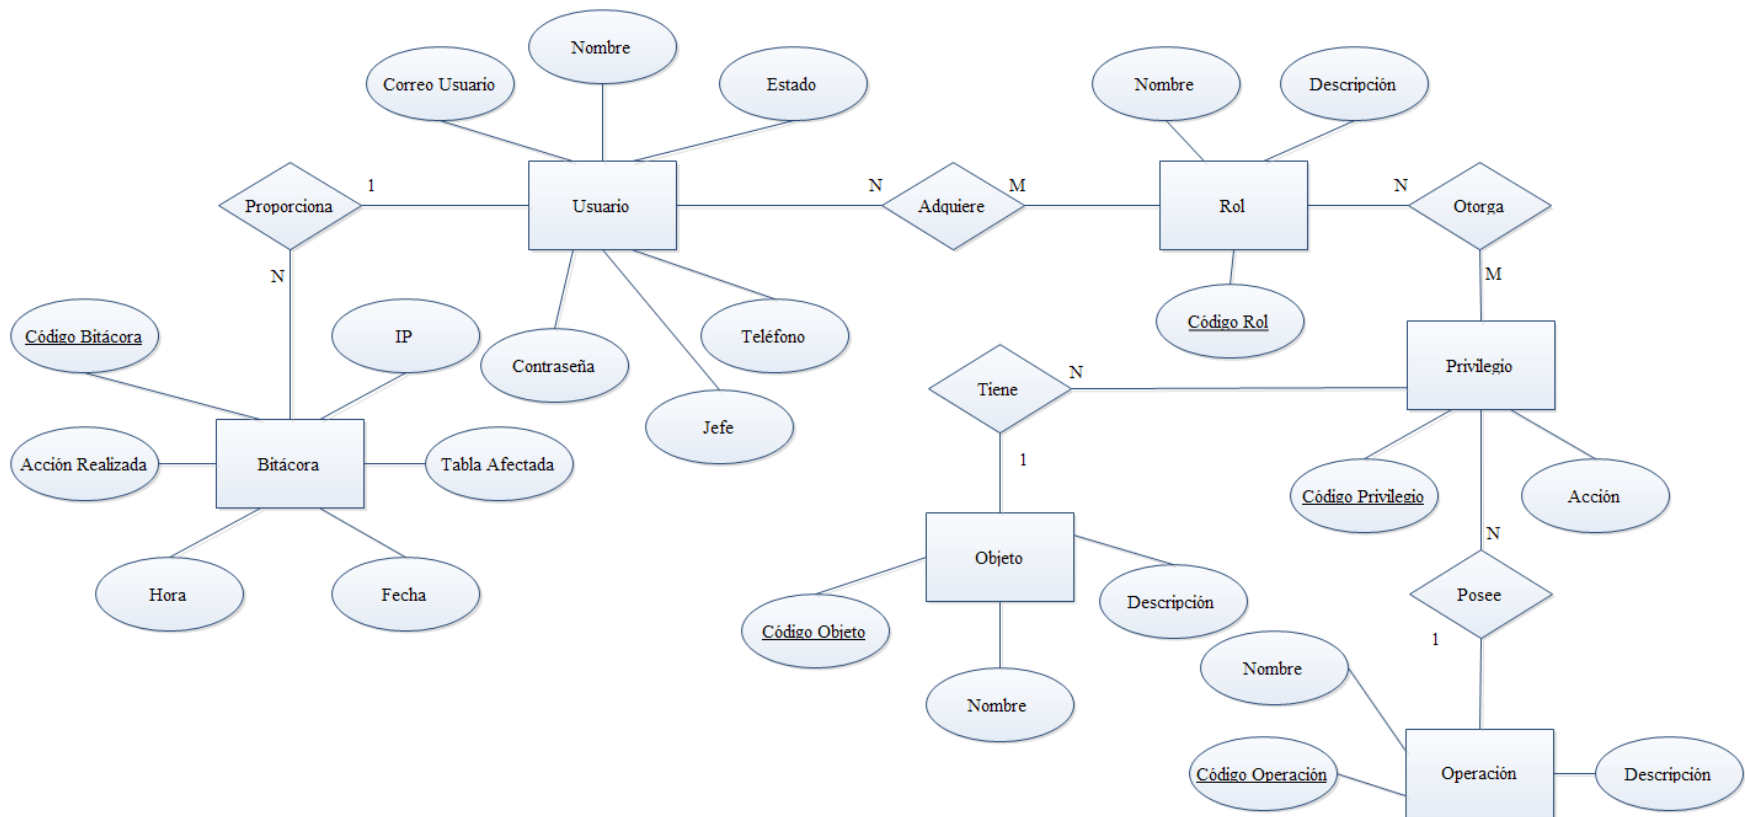 Nombre
Correo Usuario
Estado
Nombre
Descripción
Proporciona
1
Usuario
N
Adquiere
M
Rol
N
Otorga
N
M
Código Bitácora
IP
Contraseña
Teléfono
Código Rol
Jefe
Tiene
N
Privilegio
Acción Realizada
Bitácora
Tabla Afectada
1
Código Privilegio
Acción
Hora
Fecha
Objeto
N
Código Objeto
Descripción
Posee
Nombre
1
Nombre
Código Operación
Operación
Descripción